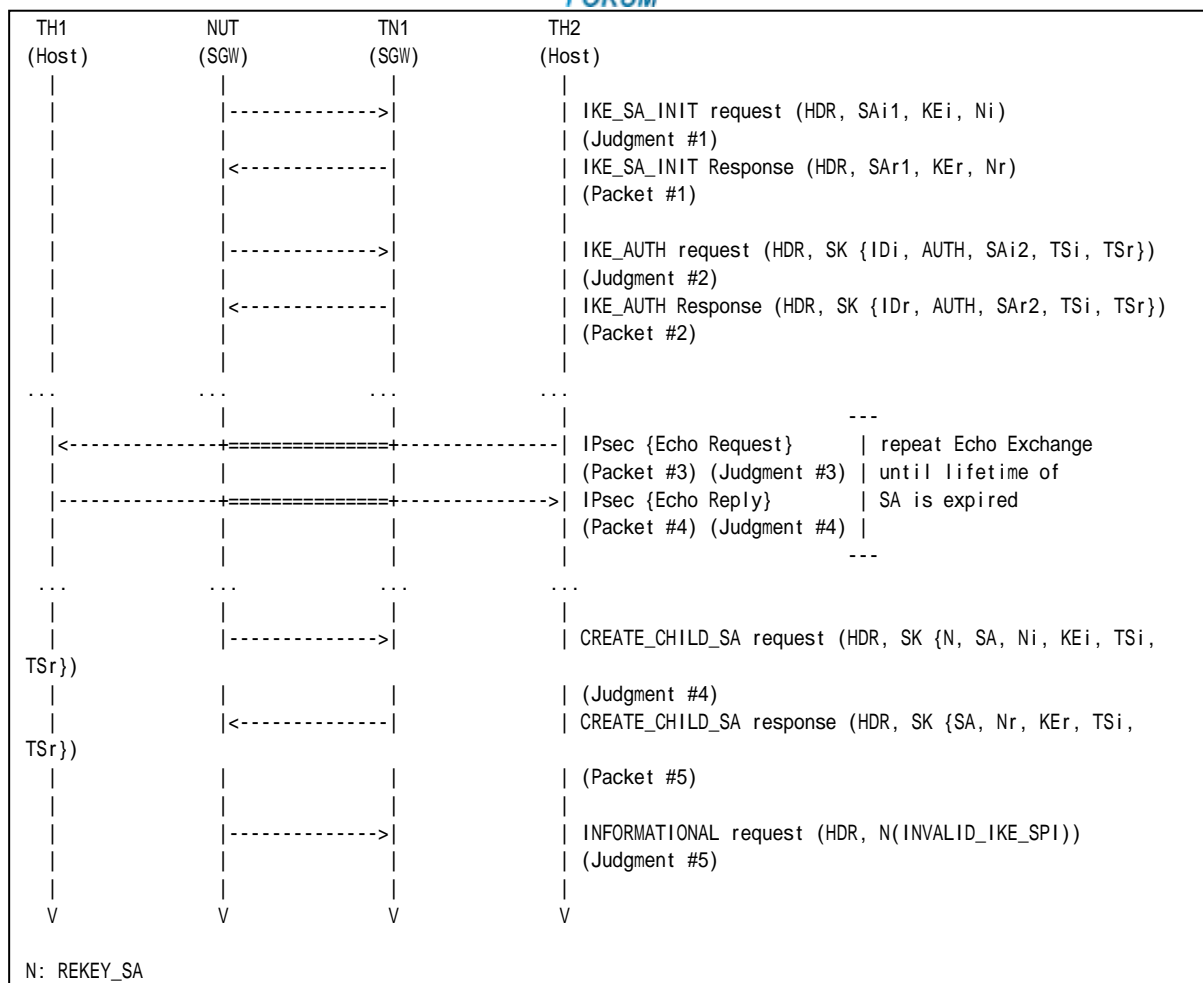 FORUM
TH1 NUT TN1 TH2
(Host) (SGW) (SGW) (Host)
| | | |
| |-------------->| | IKE_SA_INIT request (HDR, SAi1, KEi, Ni)
| | | | (Judgment #1)
| |<--------------| | IKE_SA_INIT Response (HDR, SAr1, KEr, Nr)
| | | | (Packet #1)
| | | |
| |-------------->| | IKE_AUTH request (HDR, SK {IDi, AUTH, SAi2, TSi, TSr})
| | | | (Judgment #2)
| |<--------------| | IKE_AUTH Response (HDR, SK {IDr, AUTH, SAr2, TSi, TSr})
| | | | (Packet #2)
| | | |
... ... ... ...
| | | | ---
|<--------------+===============+---------------| IPsec {Echo Request} | repeat Echo Exchange
| | | | (Packet #3) (Judgment #3) | until lifetime of
|---------------+===============+-------------->| IPsec {Echo Reply} | SA is expired
| | | | (Packet #4) (Judgment #4) |
| | | | ---
... ... ... ...
| | | |
| |-------------->| | CREATE_CHILD_SA request (HDR, SK {N, SA, Ni, KEi, TSi,
TSr})
| | | | (Judgment #4)
| |<--------------| | CREATE_CHILD_SA response (HDR, SK {SA, Nr, KEr, TSi,
TSr})
| | | | (Packet #5)
| | | |
| |-------------->| | INFORMATIONAL request (HDR, N(INVALID_IKE_SPI))
| | | | (Judgment #5)
| | | |
V V V V
N: REKEY_SA